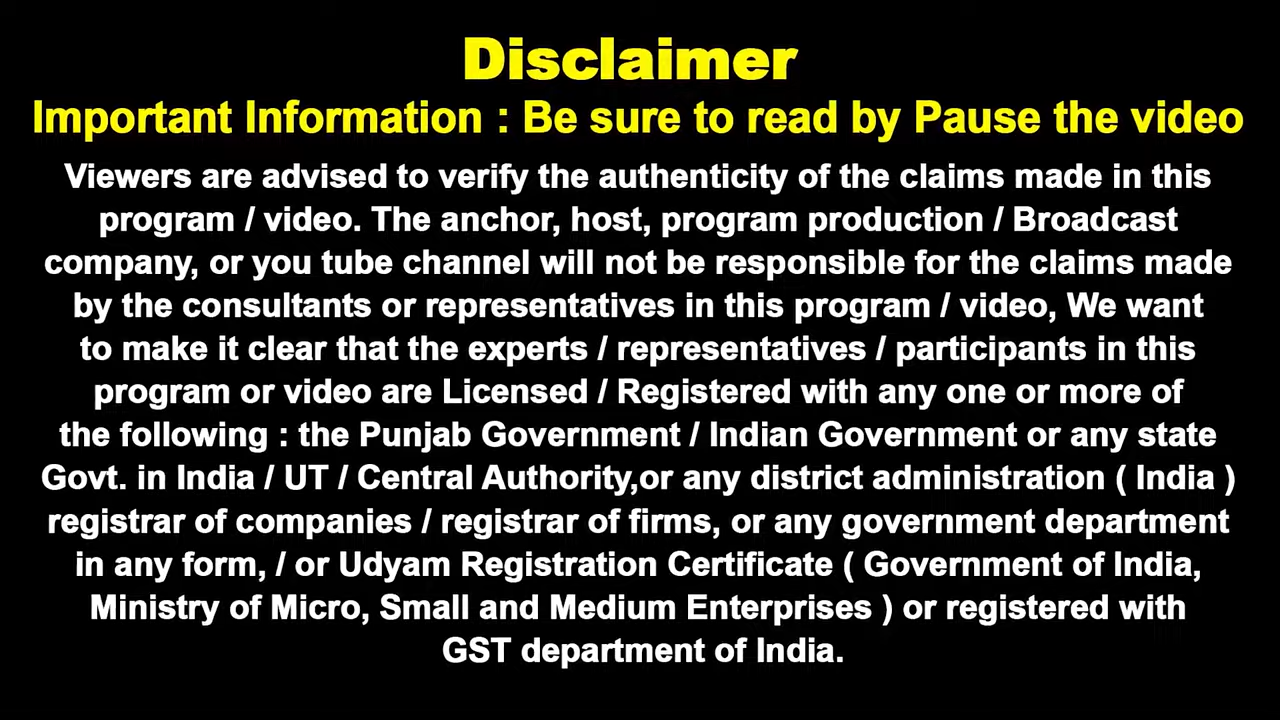 Disclaimer
Important Information : Be sure to read by Pause the video
Viewers are advised to verify the authenticity of the claims made in this
program / video. The anchor, host, program production / Broadcast
company, or you tube channel will not be responsible for the claims made
by the consultants or representatives in this program / video, We want
to make it clear that the experts / representatives / participants in this
program or video are Licensed / Registered with any one or more of
the following : the Punjab Government / Indian Government or any state
Govt. in India / UT / Central Authority,or any district administration ( India )
registrar of companies / registrar of firms, or any government department
in any form, / or Udyam Registration Certificate ( Government of India,
Ministry of Micro, Small and Medium Enterprises ) or registered with
GST department of India.